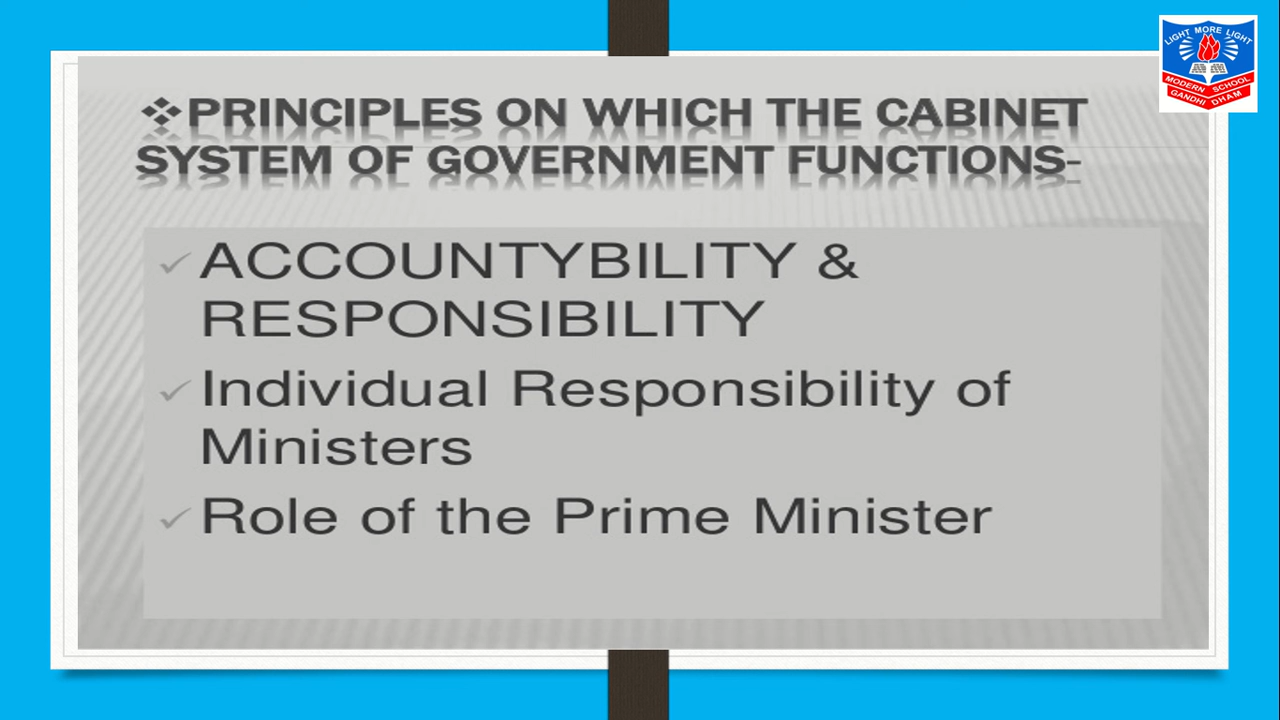 LIGHT MORE LIGHT
MODERN SCHOOL
GANDHI DHAM
❖PRINCIPLES ON WHICH THE CABINET
SYSTEM OF GOVERNMENT FUNCTIONS-
✓ACCOUNTYBILITY &
RESPONSIBILITY
✓Individual Responsibility of
Ministers
✓Role of the Prime Minister